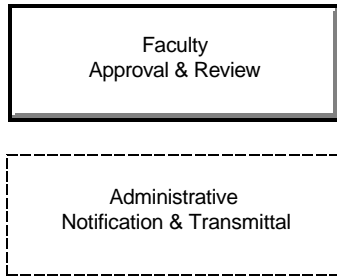 Faculty
Approval & Review
Administrative
Notification & Transmittal